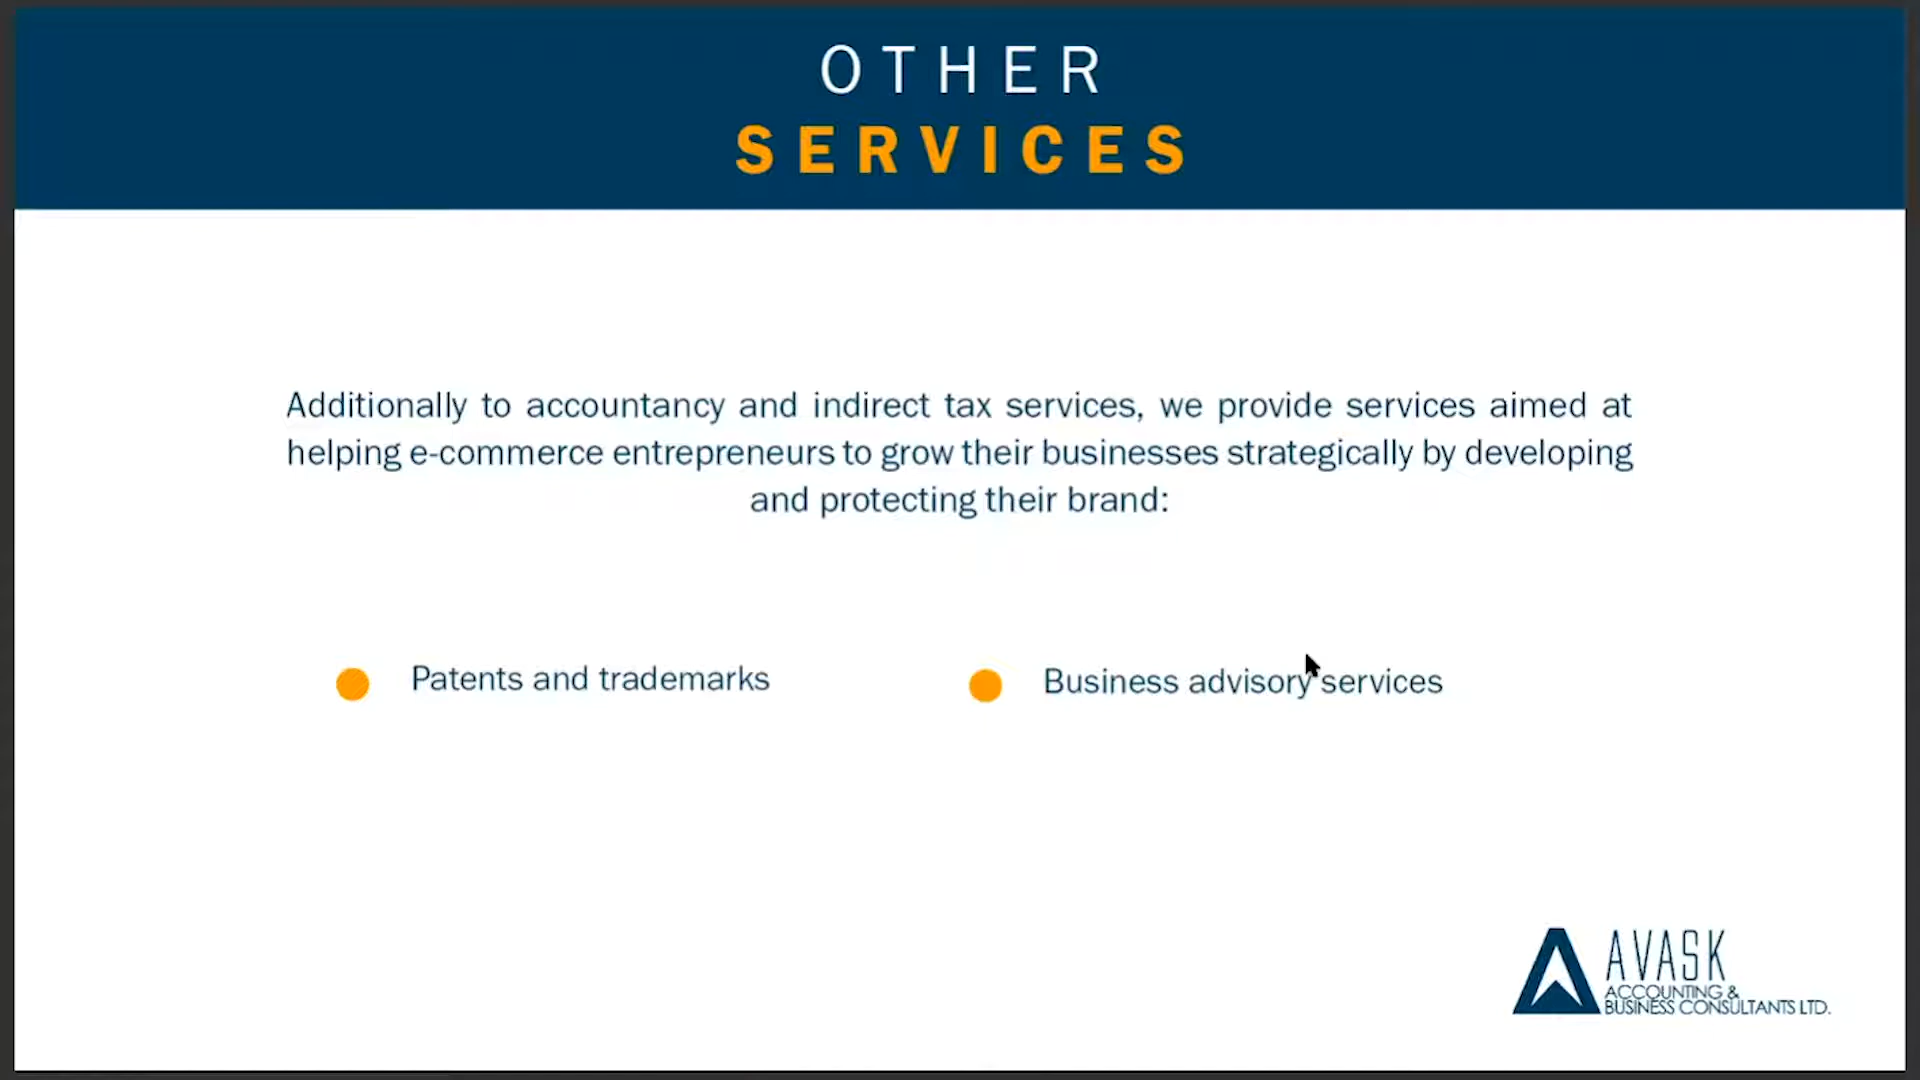 OTHER
SERVICES
Additionally to accountancy and indirect tax services, we provide services aimed at
helping e-commerce entrepreneurs to grow their businesses strategically by developing
and protecting their brand:
Patents and trademarks
Business advisory services
AVASK
ACCOUNTING &
BUSINESS CONSULTANTS LTD.